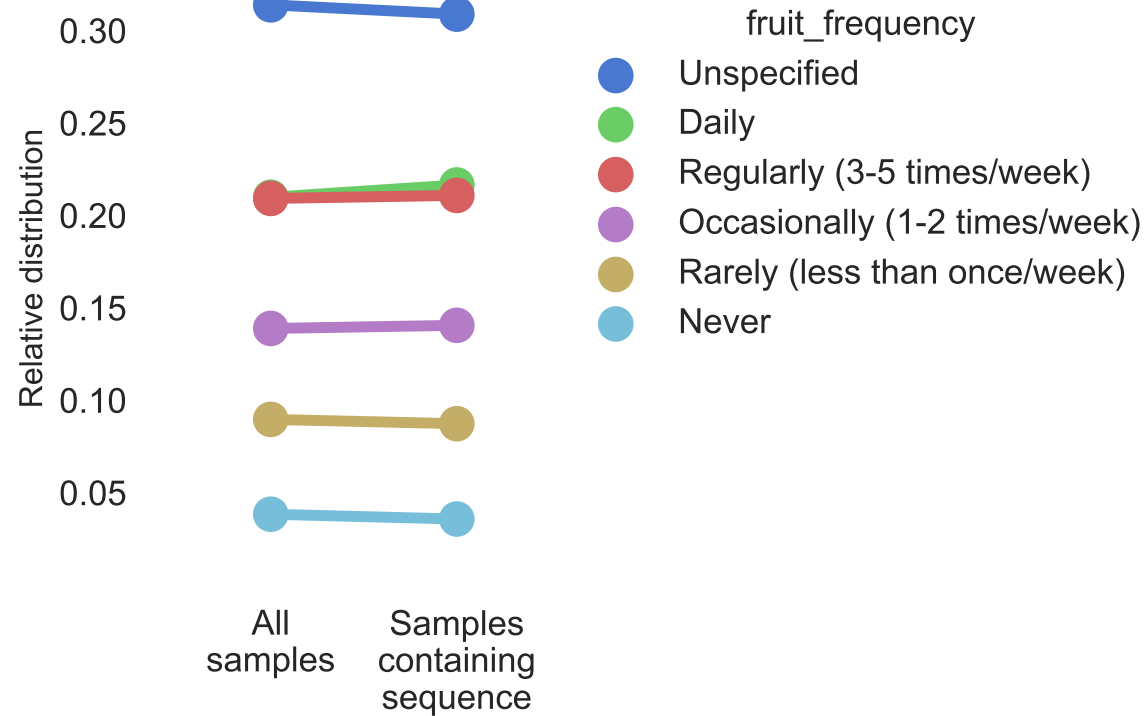 0.30
0.25
0.20
0.15
0.10
0.05
Relative distribution
All
samples
Samples
containing
sequence
fruit_frequency
Unspecified
Daily
Regularly (3-5 times/week)
Occasionally (1-2 times/week)
Rarely (less than once/week)
Never